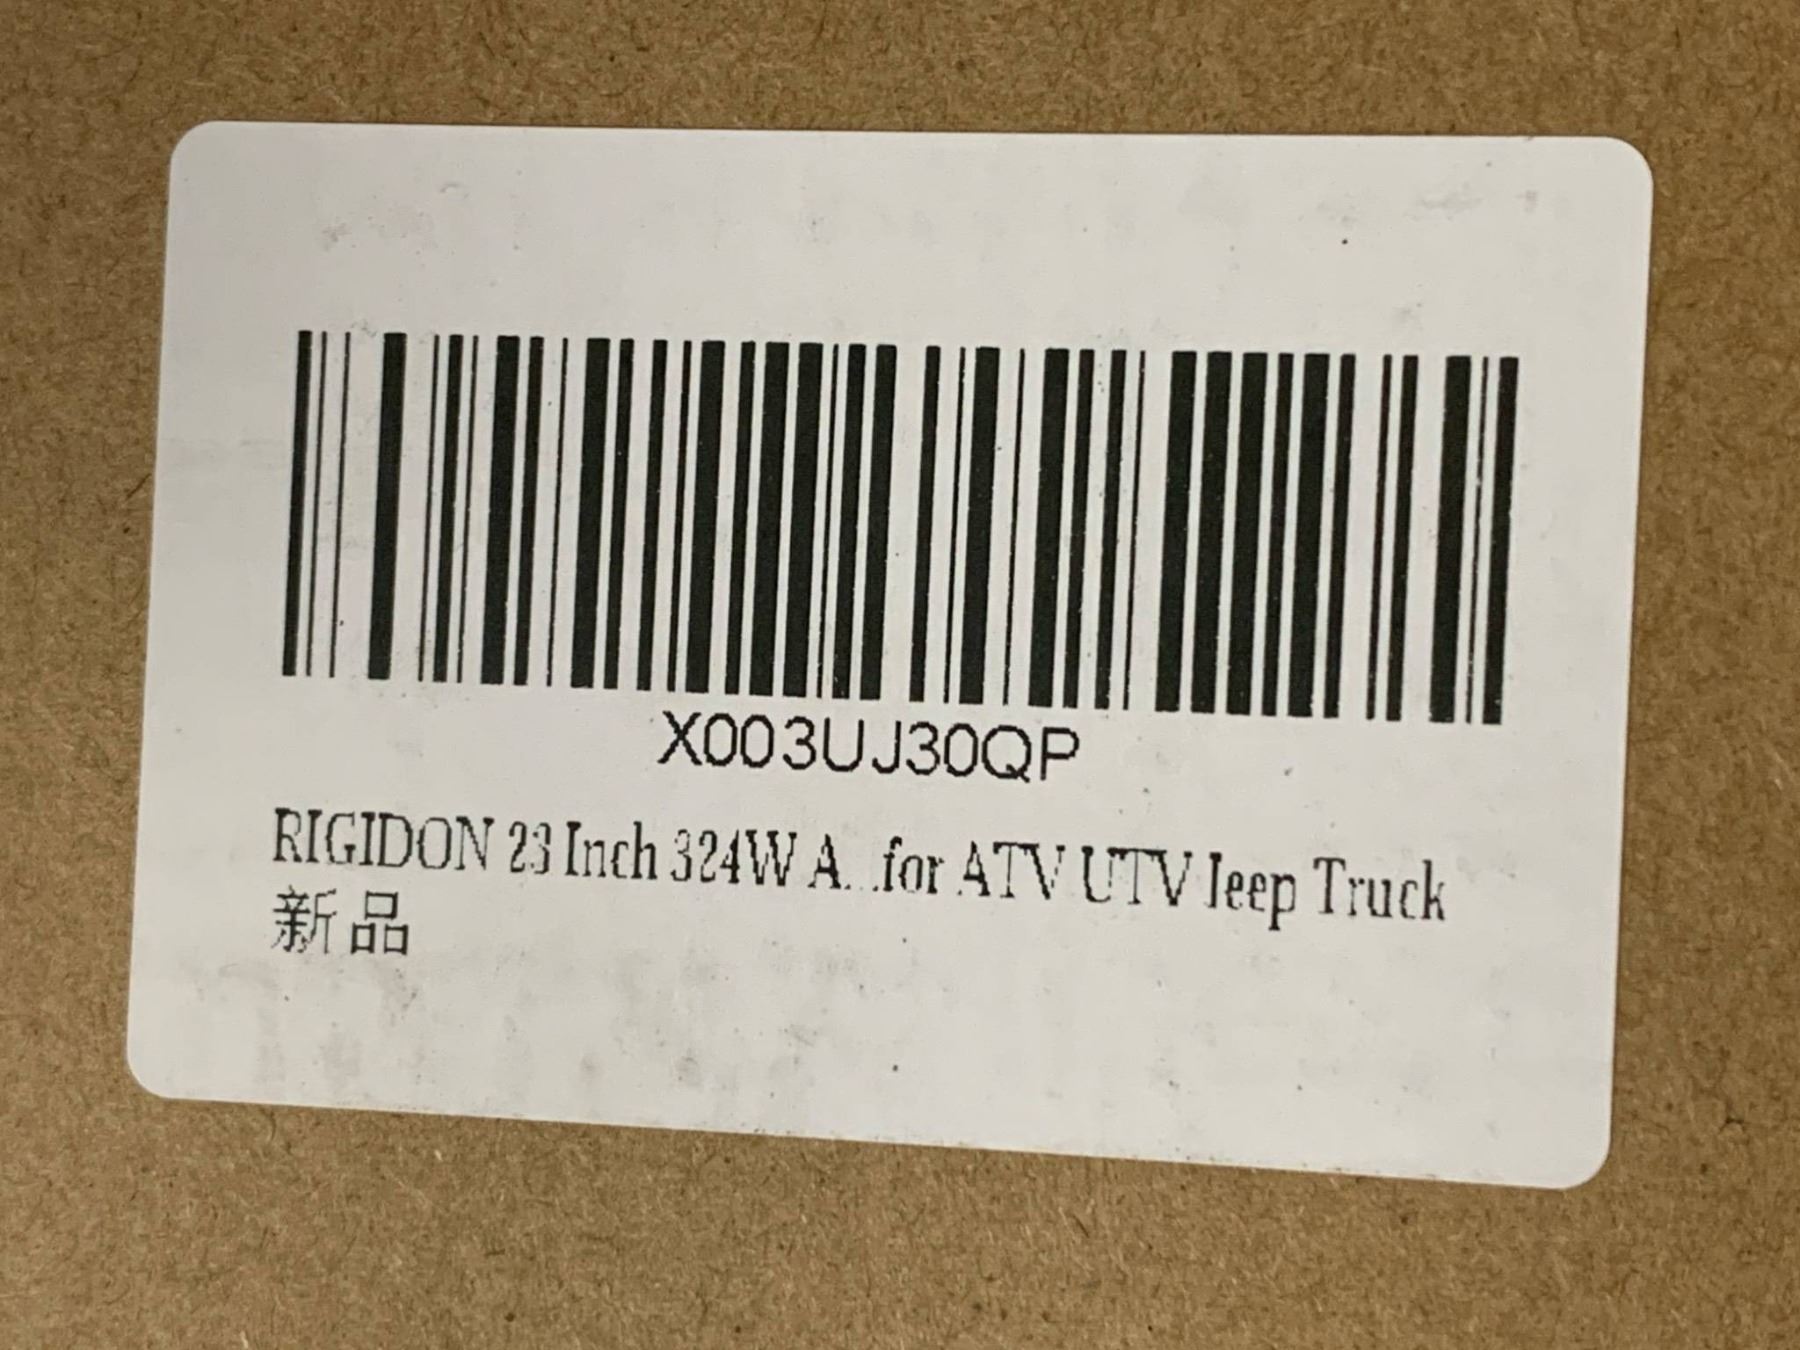 X003UJ30QP
RIGIDON 23 Inch 324W A...for ATV UTV Jeep Truck
新品